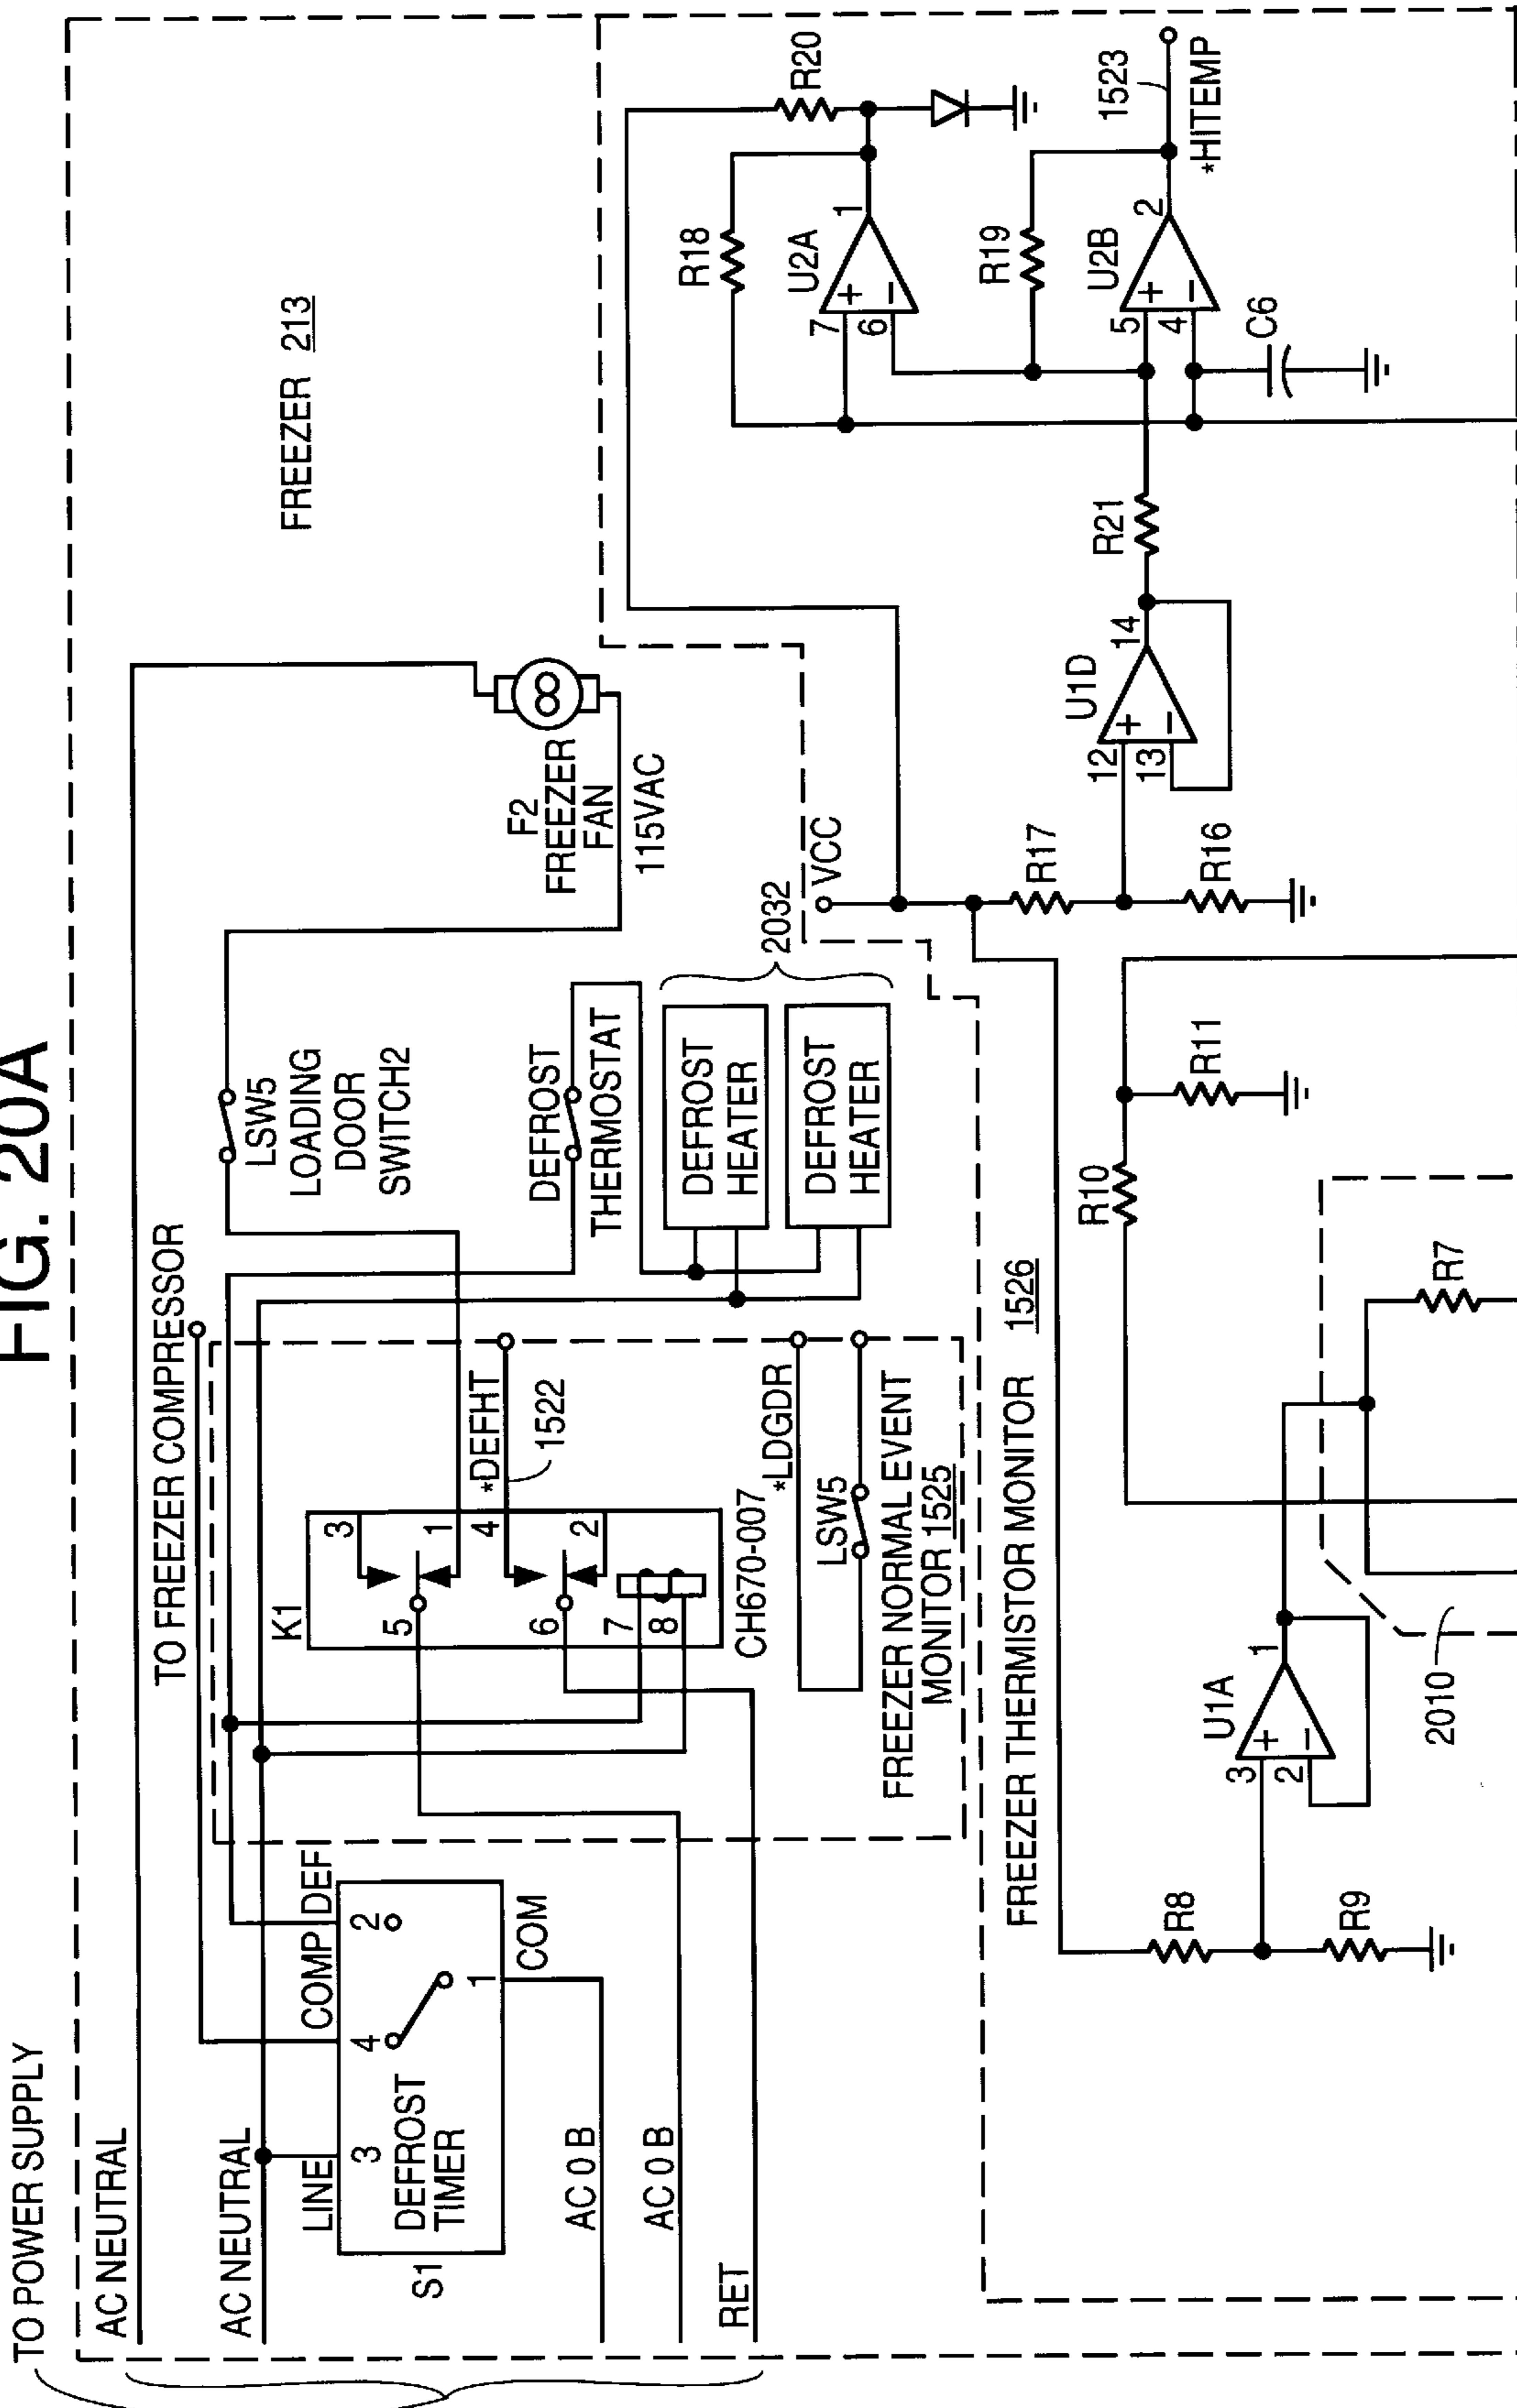 FIG. 20A
TO POWER SUPPLY
AC NEUTRAL
AC NEUTRAL
LINE
3
COMP
4
DEF
2
DEFROST
TIMER
1
COM
S1
AC 0 B
AC 0 B
RET
TO FREEZER COMPRESSOR
K1
3
1
4
2
5
6
7
8
CH670-007
*DEFHT
1522
*LDGDR
LSW5
FREEZER NORMAL EVENT
MONITOR 1525
LSW5
LOADING
DOOR
SWITCH2
DEFROST
THERMOSTAT
DEFROST
HEATER
DEFROST
HEATER
2032
F2
FREEZER
FAN
115VAC
FREEZER 213
FREEZER THERMISTOR MONITOR 1526
VCC
R8
R9
3
2
U1A
1
2010
R7
R10
R11
R17
R16
12
13
U1D
14
R21
R18
R20
7
6
U2A
1
R19
5
4
U2B
2
C6
1523
*HITEMP